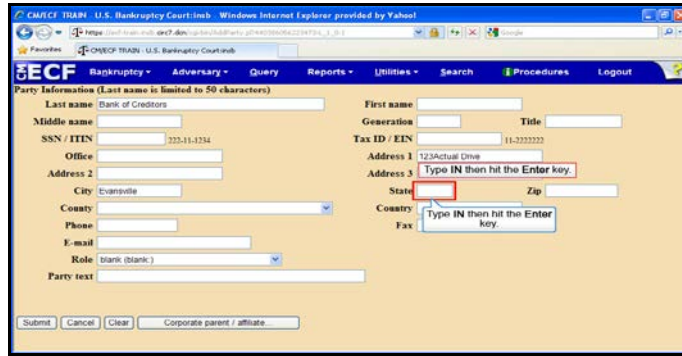 CM/ECF TRAIN - U.S. Bankruptcy Court:insb - Windows Internet Explorer provided by Yahoo!
Google
Favorites CM/ECF TRAIN - U.S. Bankruptcy Court:insb
ECF Bankruptcy Adversary Query Reports Utilities Search Procedures Logout ?
Party Information (Last name is limited to 50 characters)
Last name Bank of Creditors First name
Middle name Generation Title
SSN / ITIN 222-11-1234 Tax ID / EIN 11-2222222
Office Address 1 123Actual Drive
Address 2 Address 3 Type IN then hit the Enter key.
City Evansville State Zip
County Country
Type IN then hit the Enter key.
Phone Fax
E-mail
Role blank (blank:)
Party text
Submit Cancel Clear Corporate parent / affiliate...